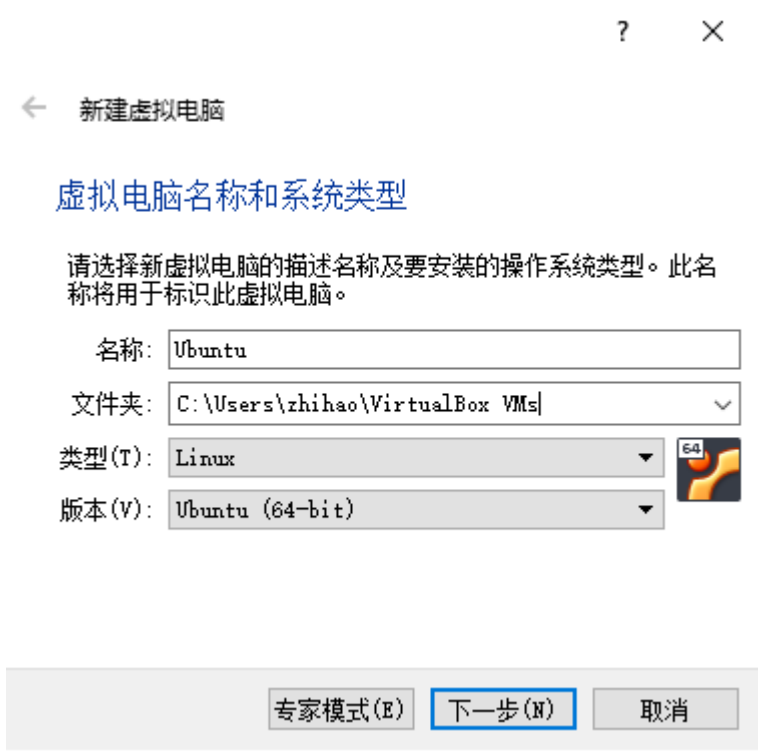 ?
新建虚拟电脑
虚拟电脑名称和系统类型
请选择新虚拟电脑的描述名称及要安装的操作系统类型。此名
称将用于标识此虚拟电脑。
名称: Ubuntu
文件夹: C:\Users\zhihao\VirtualBox VMs
类型(T): Linux
64
版本(V): Ubuntu (64-bit)
专家模式(E) 下一步(N) 取消